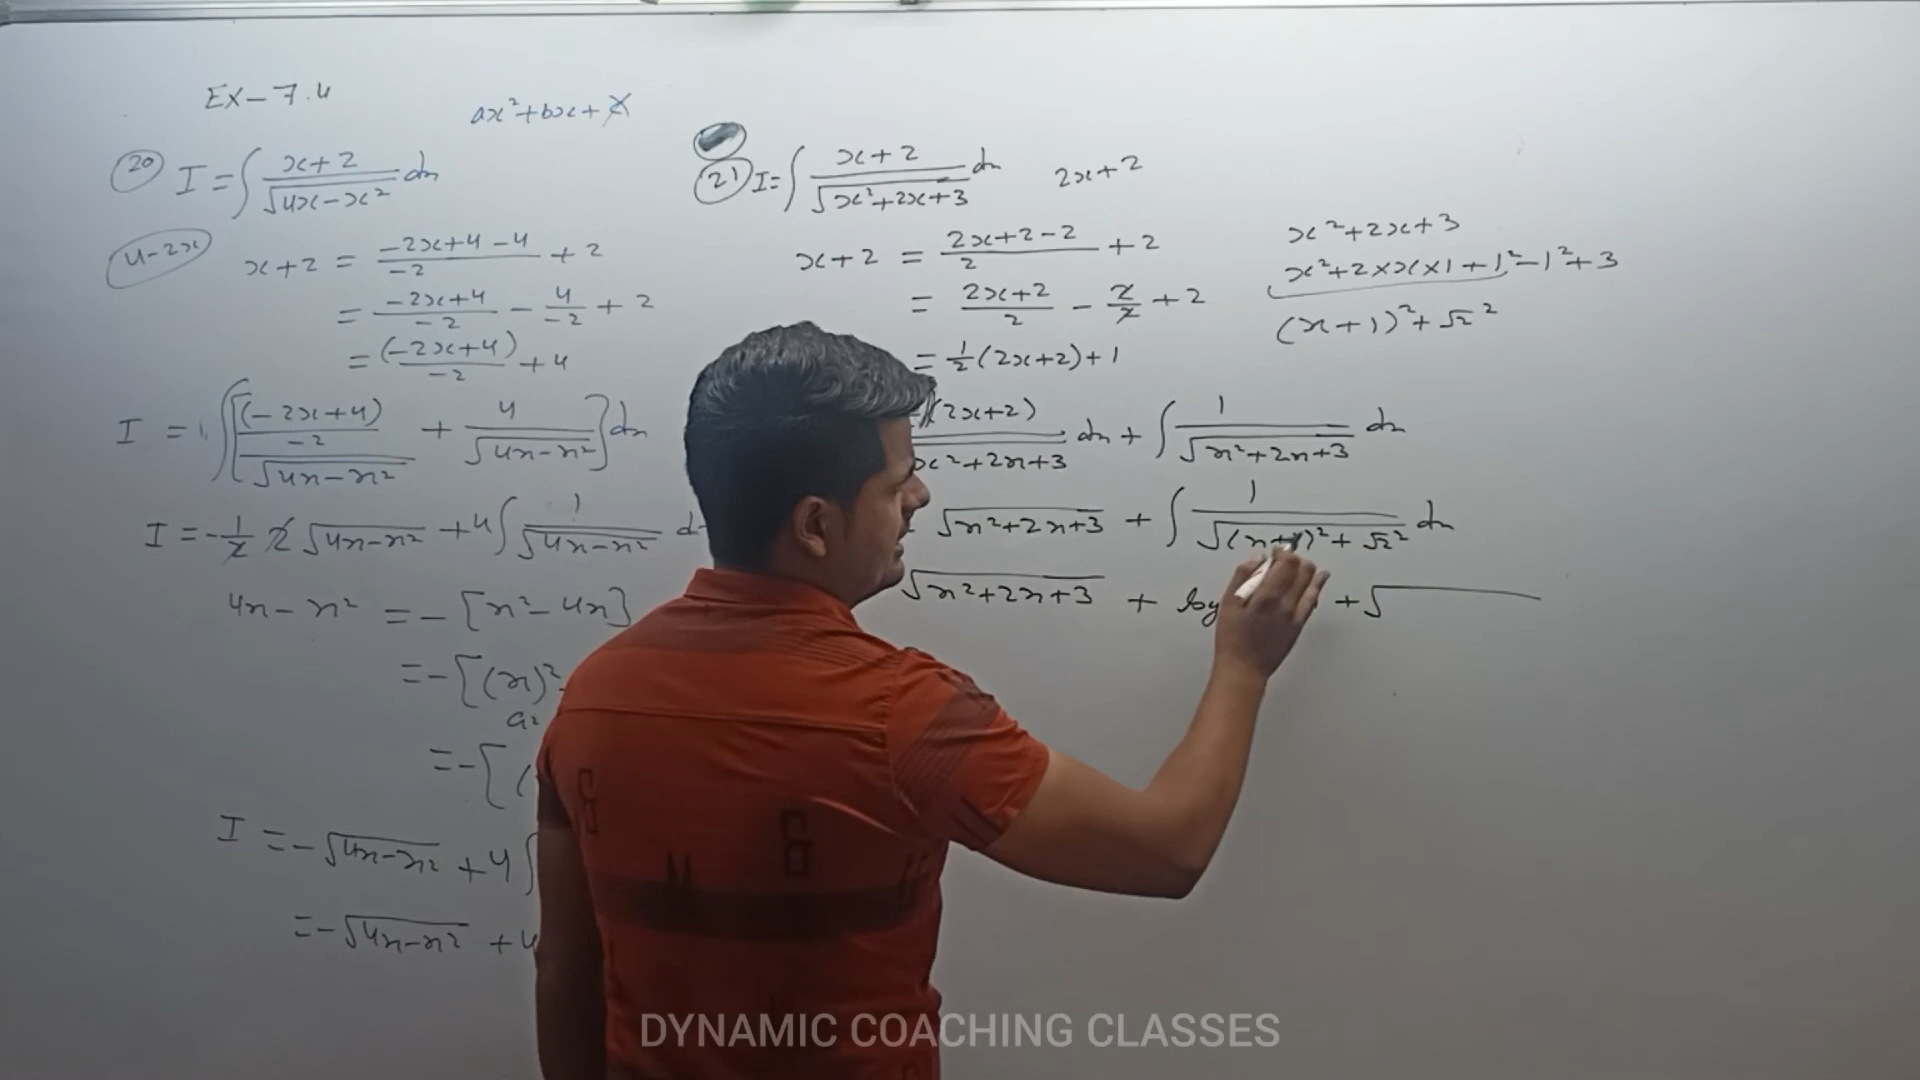 EX-7.4
ax²+bx+c
(20) I = ∫ x+2 / √4x-x² dx
(4-2x) x+2 = -2x+4-4 / -2 + 2
= -2x+4 / -2 - 4 / -2 + 2
= (-2x+4) / -2 + 4
I = ∫[ (-2x+4) / -2 / √4x-x² + 4 / √4x-x² ] dx
I = -1/2 2 √4x-x² + 4∫ 1 / √4x-x² d
4x-x² = -[x²-4x]
= -[(x)²-
= -[(
I = -√4x-x² + 4∫
= -√4x-x² + 4
(21) I = ∫ x+2 / √x²+2x+3 dx 2x+2
x+2 = 2x+2-2 / 2 + 2
= 2x+2 / 2 - 2/2 + 2
= 1/2 (2x+2)+1
(2x+2) / x²+2x+3 dx + ∫ 1 / √x²+2x+3 dx
√x²+2x+3 + ∫ 1 / √(x+1)²+√2² dx
√x²+2x+3 + log +√
x²+2x+3
x²+2×x×1+1²-1²+3
(x+1)²+√2²
DYNAMIC COACHING CLASSES